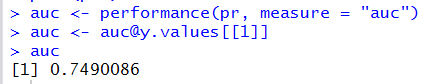 > auc <- performance(pr, measure = "auc")
> auc <- auc@y.values[[1]]
> auc
[1] 0.7490086